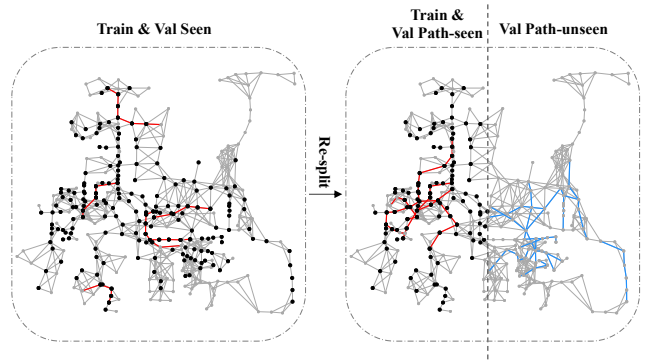 Train & Val Seen
Re-split
Train &
Val Path-seen
Val Path-unseen